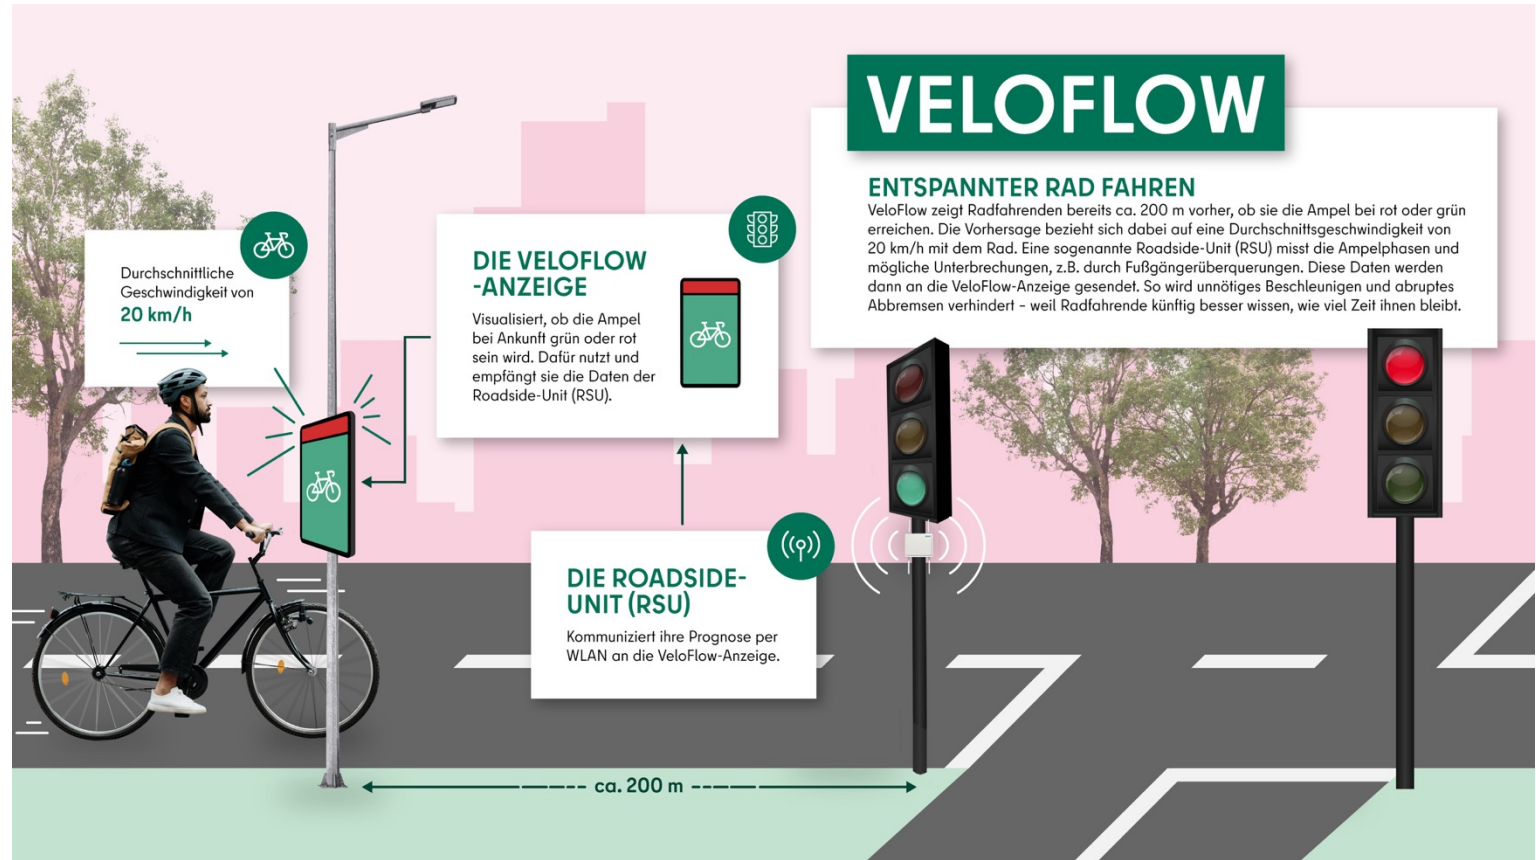 VELOFLOW
ENTSPANNTER RAD FAHREN
VeloFlow zeigt Radfahrenden bereits ca. 200 m vorher, ob sie die Ampel bei rot oder grün
erreichen. Die Vorhersage bezieht sich dabei auf eine Durchschnittsgeschwindigkeit von
20 km/h mit dem Rad. Eine sogenannte Roadside-Unit (RSU) misst die Ampelphasen und
mögliche Unterbrechungen, z.B. durch Fußgängerüberquerungen. Diese Daten werden
dann an die VeloFlow-Anzeige gesendet. So wird unnötiges Beschleunigen und abruptes
Abbremsen verhindert – weil Radfahrende künftig besser wissen, wie viel Zeit ihnen bleibt.
Durchschnittliche
Geschwindigkeit von
20 km/h
DIE VELOFLOW
-ANZEIGE
Visualisiert, ob die Ampel
bei Ankunft grün oder rot
sein wird. Dafür nutzt und
empfängt sie die Daten der
Roadside-Unit (RSU).
DIE ROADSIDE-
UNIT (RSU)
Kommuniziert ihre Prognose per
WLAN an die VeloFlow-Anzeige.
ca. 200 m